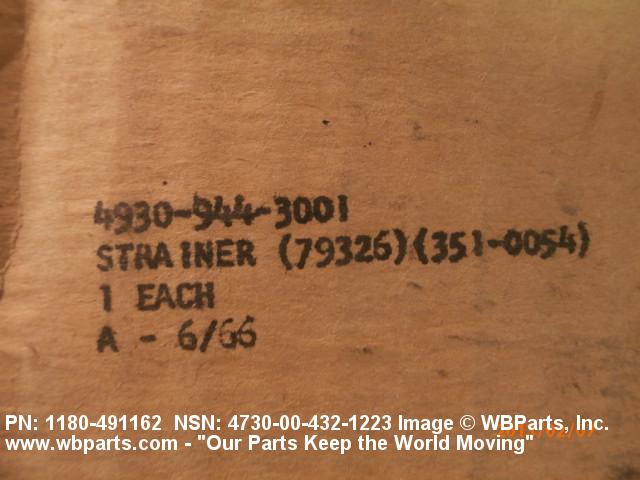 4930-944-3001
STRAINER (79326)(351-0054)
1 EACH
A - 6/66
PN: 1180-491162 NSN: 4730-00-432-1223 Image © WBParts, Inc.
www.wbparts.com - "Our Parts Keep the World Moving"